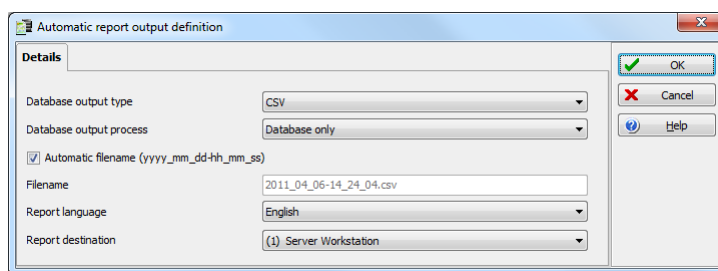 Automatic report output definition
Details
Database output type
CSV
Database output process
Database only
Automatic filename (yyyy_mm_dd-hh_mm_ss)
Filename
2011_04_06-14_24_04.csv
Report language
English
Report destination
(1) Server Workstation
OK
Cancel
Help